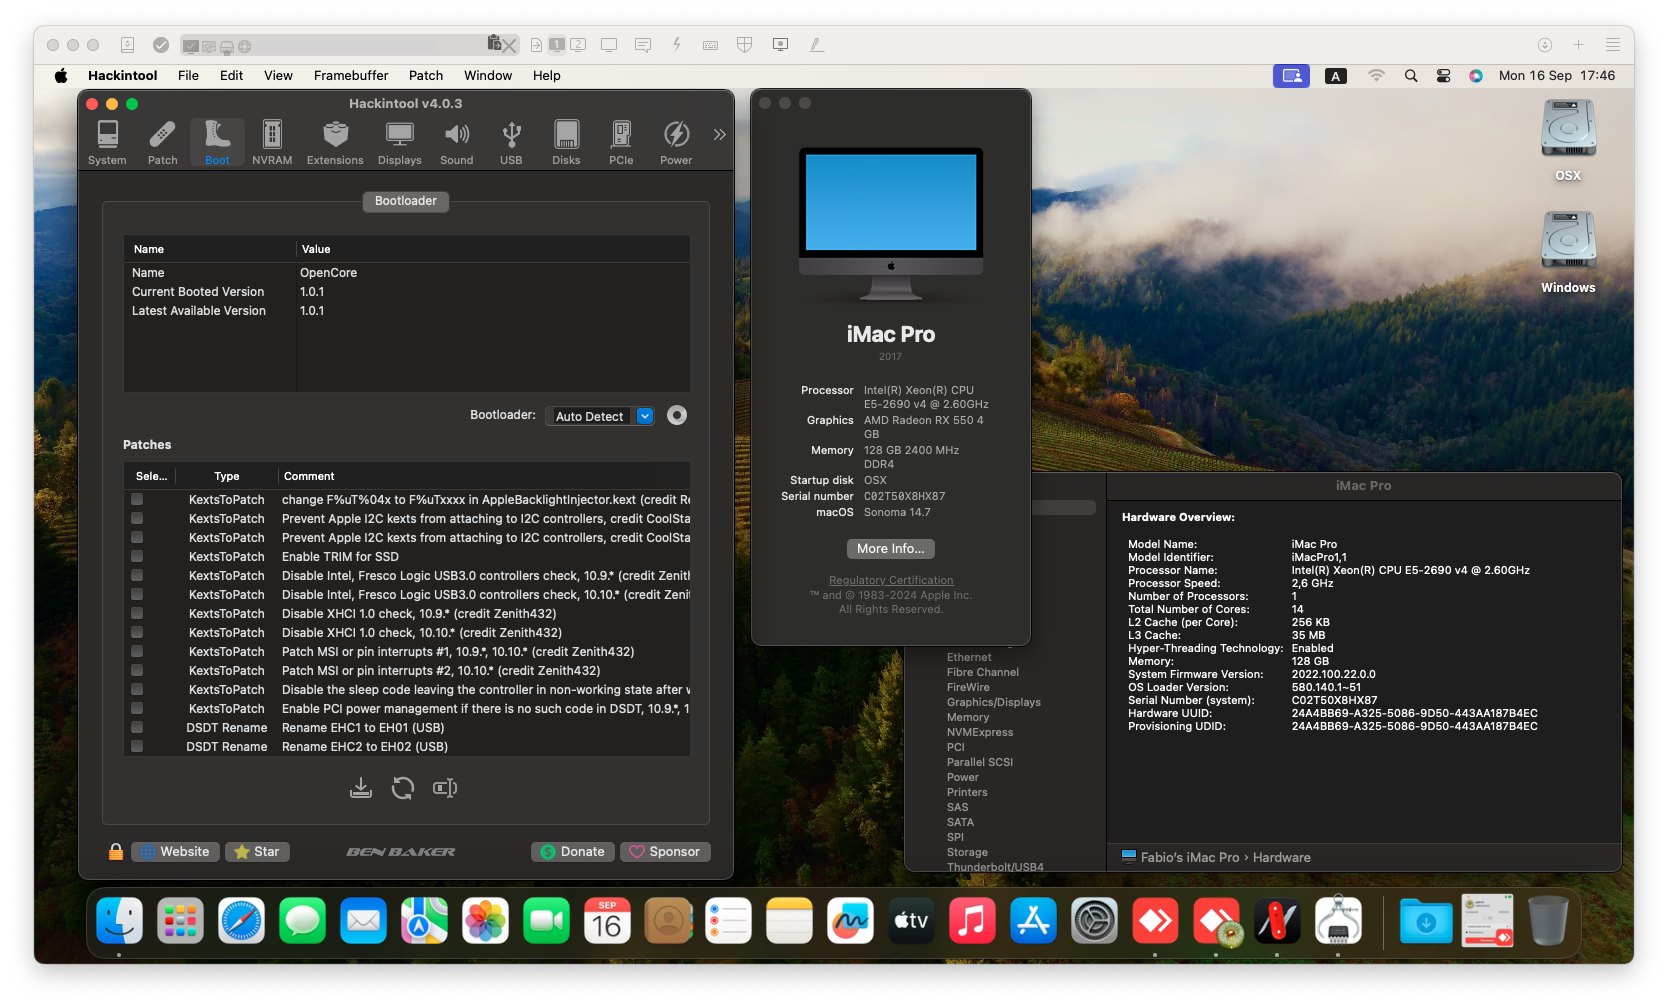 1
2
Hackintool File Edit View Framebuffer Patch Window Help
A
Mon 16 Sep 17:46
Hackintool v4.0.3
System Patch Boot NVRAM Extensions Displays Sound USB Disks PCIe Power
Bootloader
Name Value
Name OpenCore
Current Booted Version 1.0.1
Latest Available Version 1.0.1
Bootloader: Auto Detect
Patches
Sele... Type Comment
KextsToPatch change F%uT%04x to F%uTxxxx in AppleBacklightInjector.kext (credit Re
KextsToPatch Prevent Apple I2C kexts from attaching to I2C controllers, credit CoolSta
KextsToPatch Prevent Apple I2C kexts from attaching to I2C controllers, credit CoolSta
KextsToPatch Enable TRIM for SSD
KextsToPatch Disable Intel, Fresco Logic USB3.0 controllers check, 10.9.* (credit Zenith
KextsToPatch Disable Intel, Fresco Logic USB3.0 controllers check, 10.10.* (credit Zenit
KextsToPatch Disable XHCI 1.0 check, 10.9.* (credit Zenith432)
KextsToPatch Disable XHCI 1.0 check, 10.10.* (credit Zenith432)
KextsToPatch Patch MSI or pin interrupts #1, 10.9.*, 10.10.* (credit Zenith432)
KextsToPatch Patch MSI or pin interrupts #2, 10.10.* (credit Zenith432)
KextsToPatch Disable the sleep code leaving the controller in non-working state after w
KextsToPatch Enable PCI power management if there is no such code in DSDT, 10.9.*, 1
DSDT Rename Rename EHC1 to EH01 (USB)
DSDT Rename Rename EHC2 to EH02 (USB)
Website Star BEN BAKER Donate Sponsor
iMac Pro
2017
Processor Intel(R) Xeon(R) CPU
E5-2690 v4 @ 2.60GHz
Graphics AMD Radeon RX 550 4
GB
Memory 128 GB 2400 MHz
DDR4
Startup disk OSX
Serial number C02T50X8HX87
macOS Sonoma 14.7
More Info...
Regulatory Certification
™ and © 1983-2024 Apple Inc.
All Rights Reserved.
OSX
Windows
iMac Pro
Hardware Overview:
Model Name: iMac Pro
Model Identifier: iMacPro1,1
Processor Name: Intel(R) Xeon(R) CPU E5-2690 v4 @ 2.60GHz
Processor Speed: 2,6 GHz
Number of Processors: 1
Total Number of Cores: 14
L2 Cache (per Core): 256 KB
L3 Cache: 35 MB
Hyper-Threading Technology: Enabled
Memory: 128 GB
System Firmware Version: 2022.100.22.0.0
OS Loader Version: 580.140.1~51
Serial Number (system): C02T50X8HX87
Hardware UUID: 24A4BB69-A325-5086-9D50-443AA187B4EC
Provisioning UDID: 24A4BB69-A325-5086-9D50-443AA187B4EC
Ethernet
Fibre Channel
FireWire
Graphics/Displays
Memory
NVMExpress
PCI
Parallel SCSI
Power
Printers
SAS
SATA
SPI
Storage
Thunderbolt/USB4
Fabio's iMac Pro › Hardware
SEP
16
tv